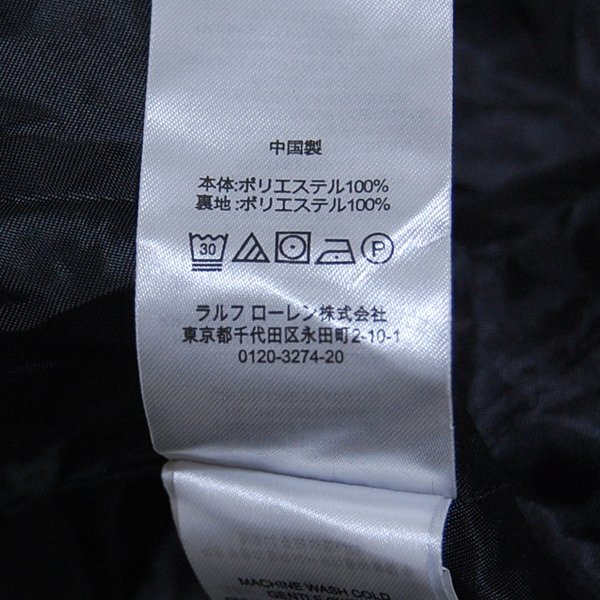 中国製
本体:ポリエステル100%
裏地:ポリエステル100%
30 P
ラルフ ローレン株式会社
東京都千代田区永田町2-10-1
0120-3274-20
MACHINE WASH COLD